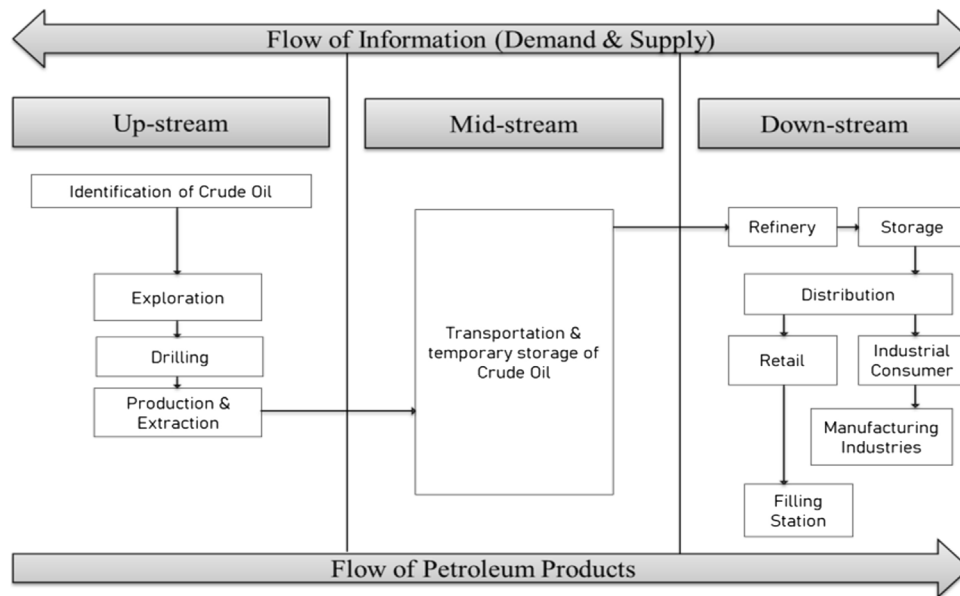 Flow of Information (Demand & Supply)
Up-stream
Mid-stream
Down-stream
Identification of Crude Oil
Exploration
Drilling
Production &
Extraction
Transportation &
temporary storage of
Crude Oil
Refinery
Storage
Distribution
Retail
Industrial
Consumer
Manufacturing
Industries
Filling
Station
Flow of Petroleum Products